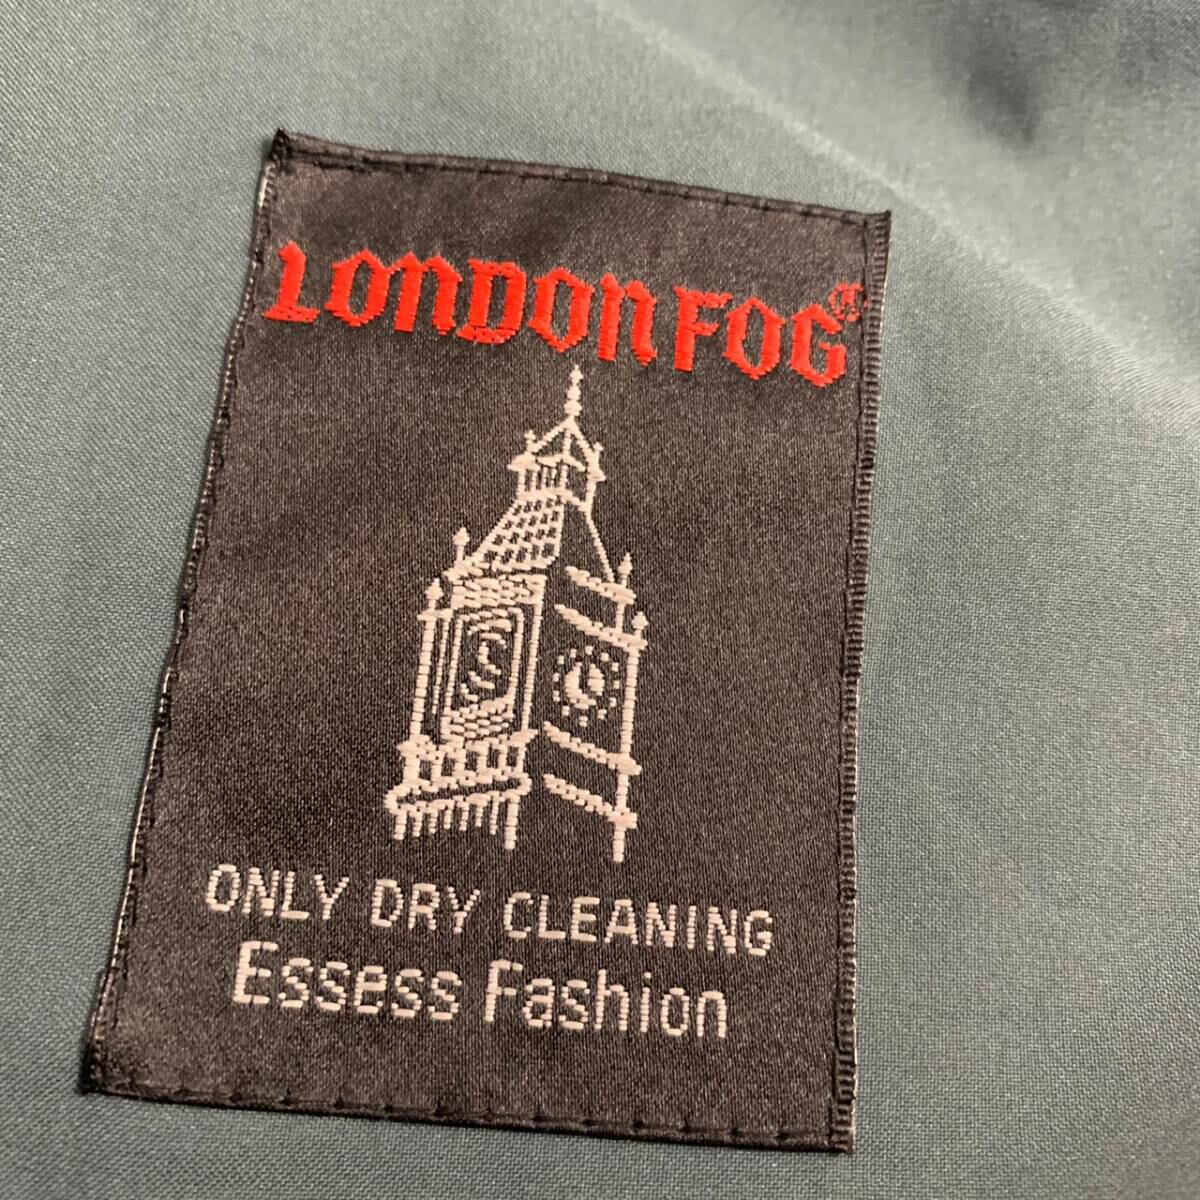 LONDON FOG®
ONLY DRY CLEANING
Essess Fashion